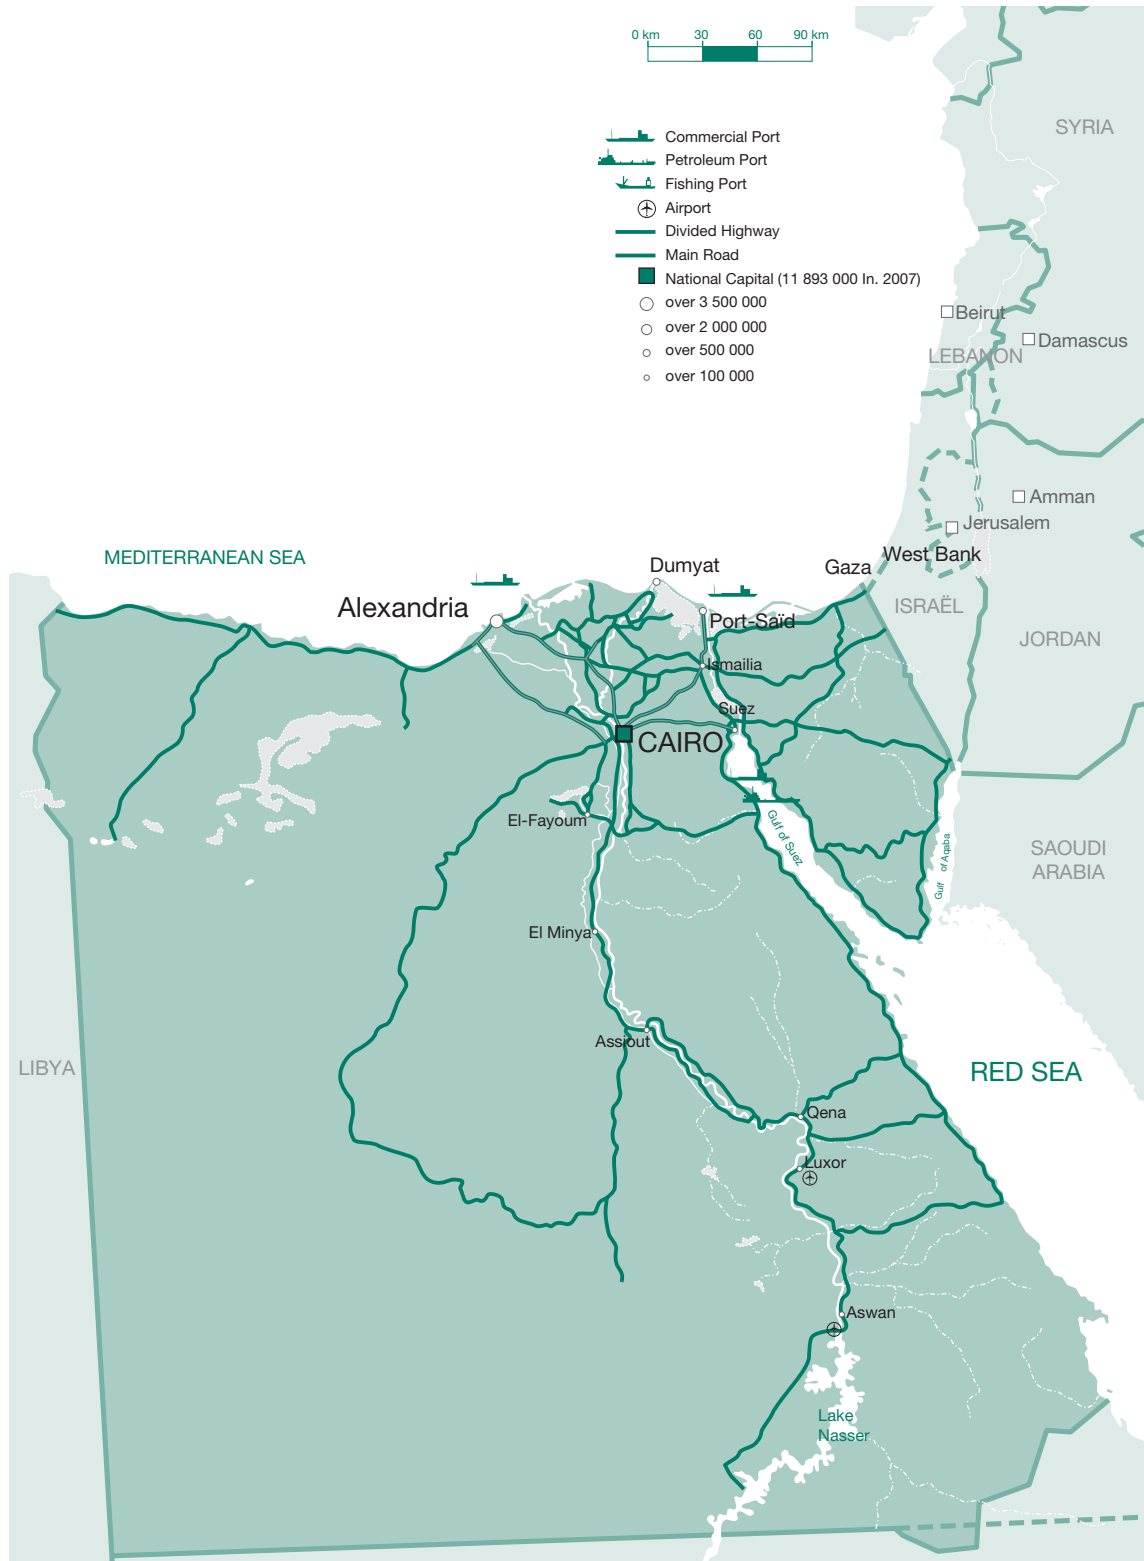 0 km 30 60 90 km
Commercial Port
Petroleum Port
Fishing Port
Airport
Divided Highway
Main Road
National Capital (11 893 000 In. 2007)
over 3 500 000
over 2 000 000
over 500 000
over 100 000
SYRIA
Beirut
Damascus
LEBANON
Amman
Jerusalem
MEDITERRANEAN SEA
West Bank
Dumyat
Gaza
Alexandria
ISRAËL
Port-Saïd
JORDAN
Ismailia
Suez
CAIRO
El-Fayoum
Gulf of Suez
Gulf of Aqaba
SAOUDI
ARABIA
El Minya
Assiout
LIBYA
RED SEA
Qena
Luxor
Aswan
Lake
Nasser